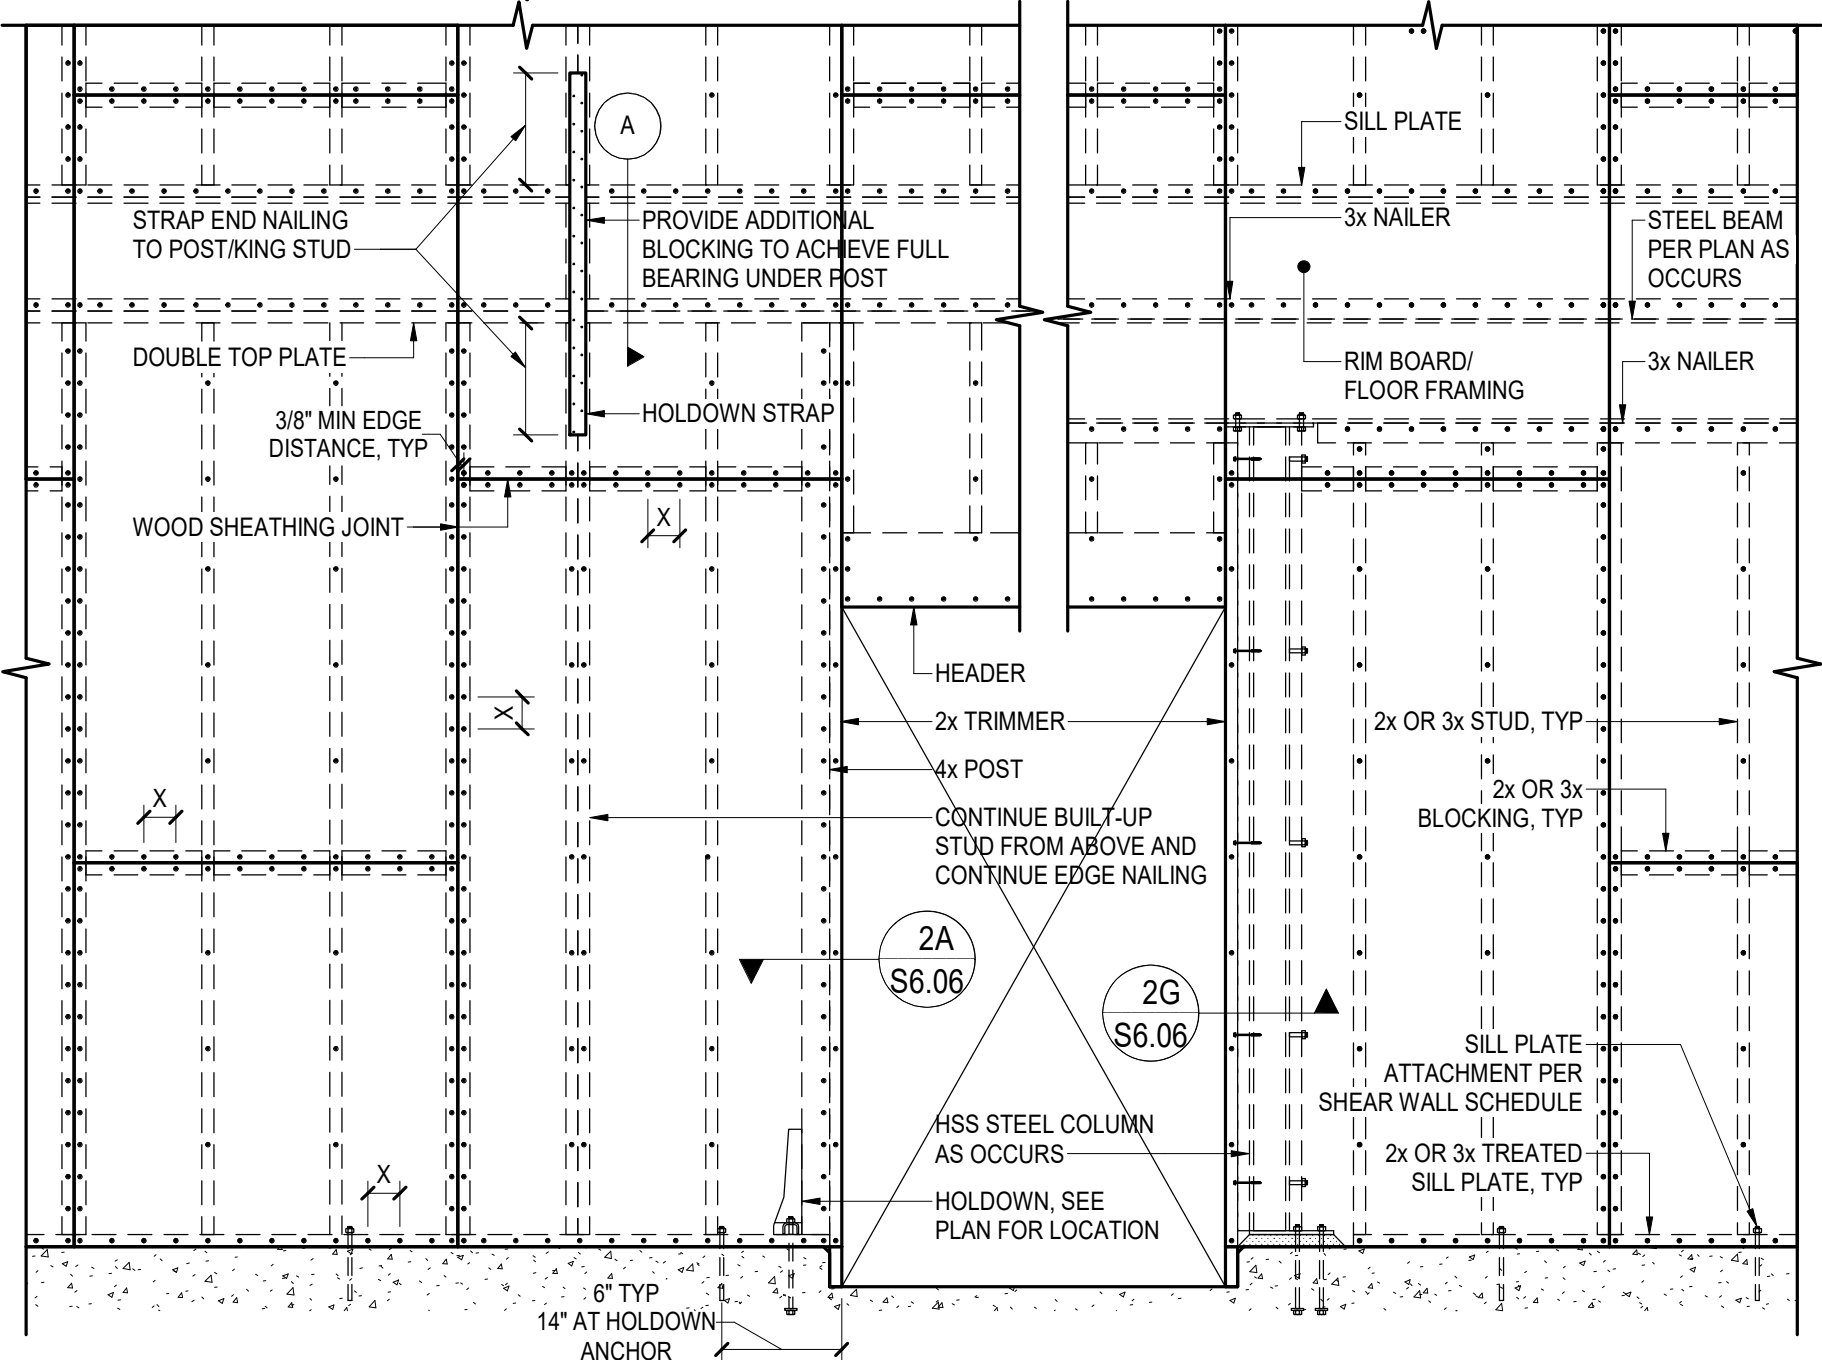 A
SILL PLATE
STRAP END NAILING
TO POST/KING STUD
PROVIDE ADDITIONAL
BLOCKING TO ACHIEVE FULL
BEARING UNDER POST
3x NAILER
STEEL BEAM
PER PLAN AS
OCCURS
DOUBLE TOP PLATE
RIM BOARD/
FLOOR FRAMING
3x NAILER
3/8" MIN EDGE
DISTANCE, TYP
HOLDOWN STRAP
WOOD SHEATHING JOINT
X
HEADER
X
2x TRIMMER
2x OR 3x STUD, TYP
4x POST
X
2x OR 3x
BLOCKING, TYP
CONTINUE BUILT-UP
STUD FROM ABOVE AND
CONTINUE EDGE NAILING
2A
S6.06
2G
S6.06
SILL PLATE
ATTACHMENT PER
SHEAR WALL SCHEDULE
HSS STEEL COLUMN
AS OCCURS
2x OR 3x TREATED
SILL PLATE, TYP
X
HOLDOWN, SEE
PLAN FOR LOCATION
6" TYP
14" AT HOLDOWN
ANCHOR